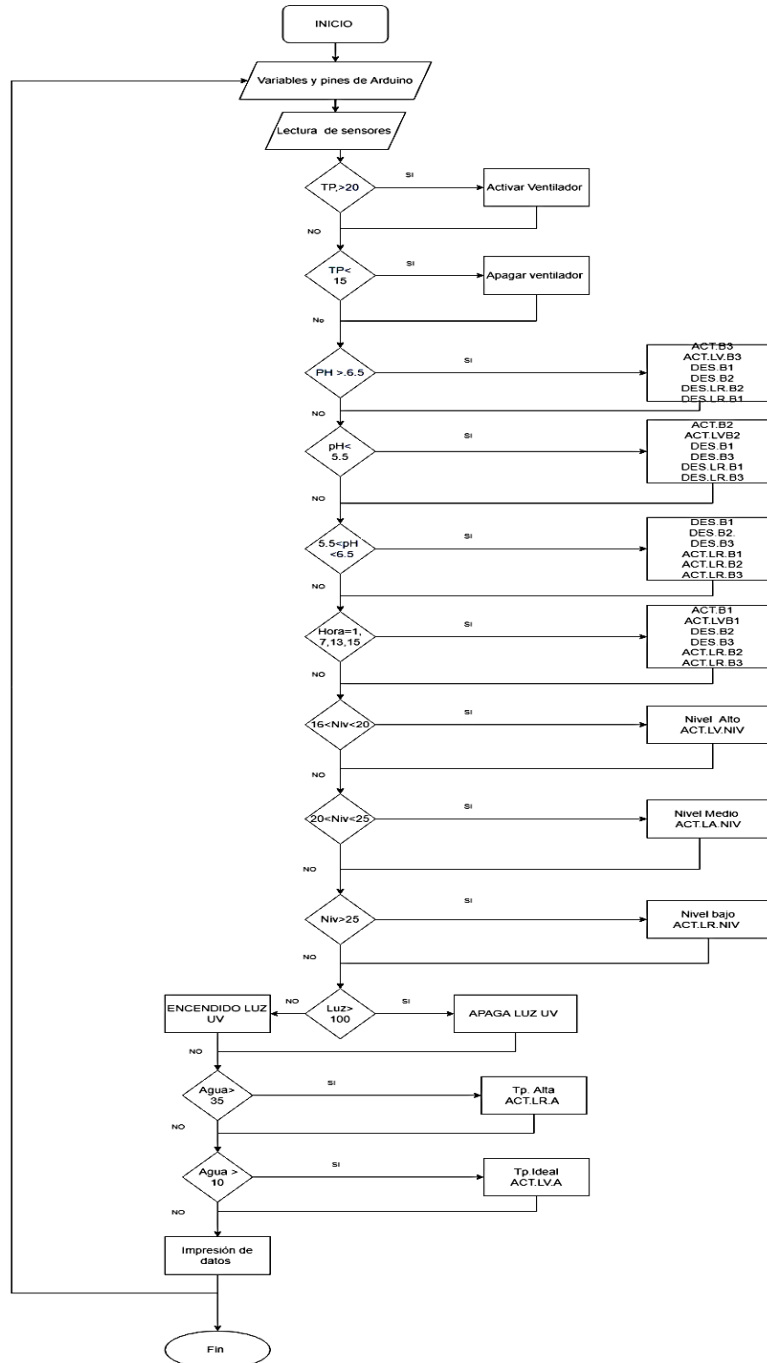 INICIO
Variables y pines de Arduino
Lectura de sensores
TP,>20
SI
Activar Ventilador
NO
TP<
15
SI
Apagar ventilador
No
PH >.6.5
SI
ACT.B3
ACT.LV.B3
DES.B1
DES.B2
DES.LR.B2
DES.LR.B1
NO
pH<
5.5
SI
ACT.B2
ACT.LVB2
DES.B1
DES.B3
DES.LR.B1
DES.LR.B3
NO
5.5<pH
<6.5
SI
DES.B1
DES.B2.
DES.B3
ACT.LR.B1
ACT.LR.B2
ACT.LR.B3
NO
Hora=1,
7,13,15
SI
ACT.B1
ACT.LVB1
DES.B2
DES.B3
ACT.LR.B2
ACT.LR.B3
NO
16<Niv<20
SI
Nivel Alto
ACT.LV.NIV
NO
20<Niv<25
SI
Nivel Medio
ACT.LA.NIV
NO
Niv>25
SI
Nivel bajo
ACT.LR.NIV
NO
ENCENDIDO LUZ
UV
NO
Luz>
100
SI
APAGA LUZ UV
NO
Agua>
35
SI
Tp. Alta
ACT.LR.A
NO
Agua >
10
SI
Tp.Ideal
ACT.LV.A
NO
Impresión de
datos
Fin